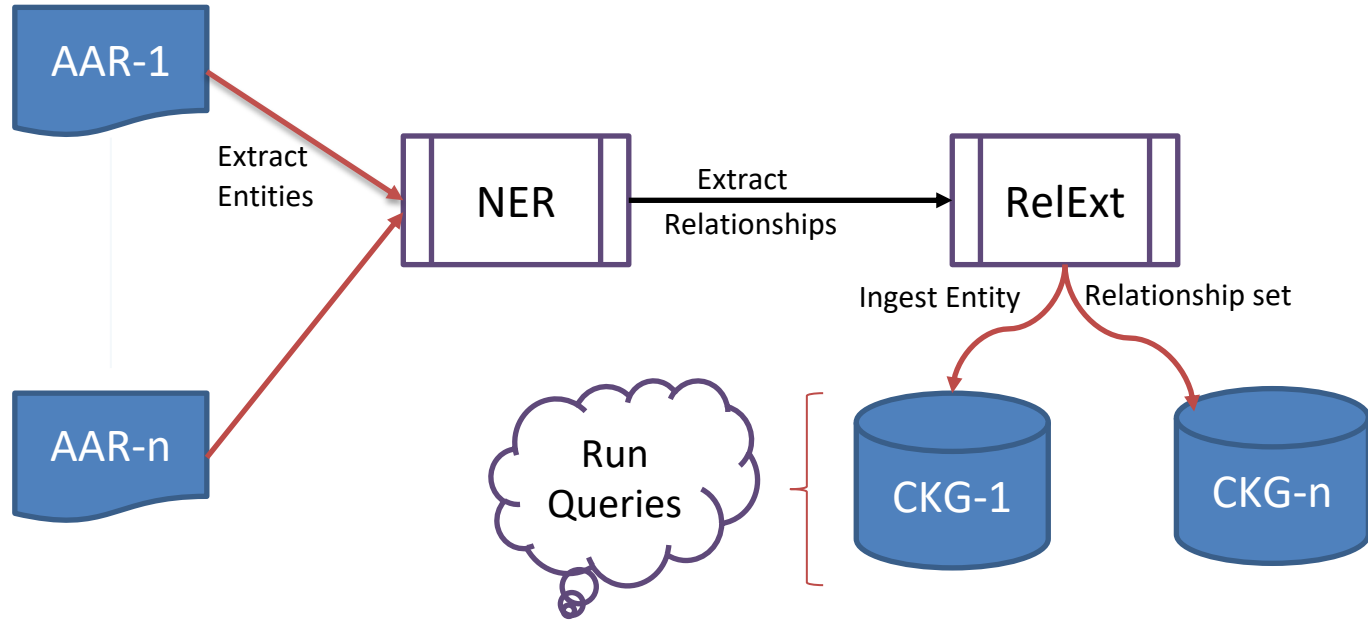 AAR-1
Extract
Entities
NER
Extract
Relationships
RelExt
Ingest Entity
Relationship set
AAR-n
Run
Queries
CKG-1
CKG-n